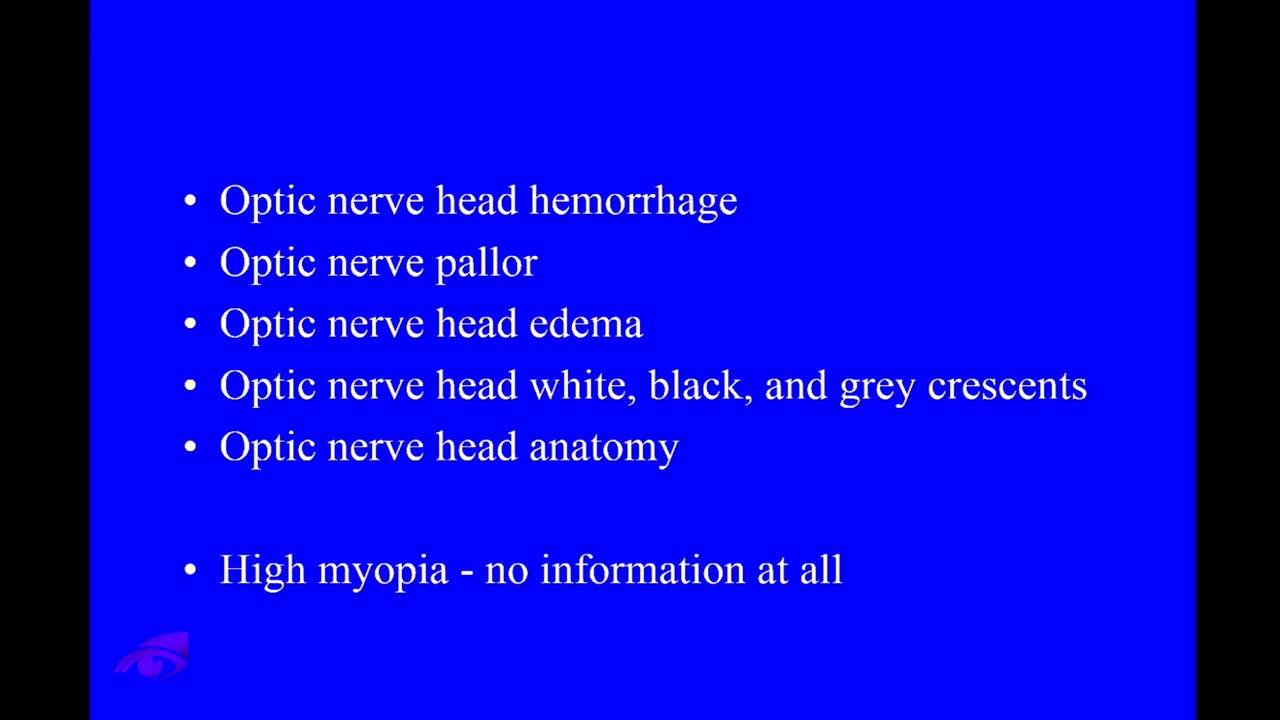 • Optic nerve head hemorrhage
• Optic nerve pallor
• Optic nerve head edema
• Optic nerve head white, black, and grey crescents
• Optic nerve head anatomy
• High myopia - no information at all